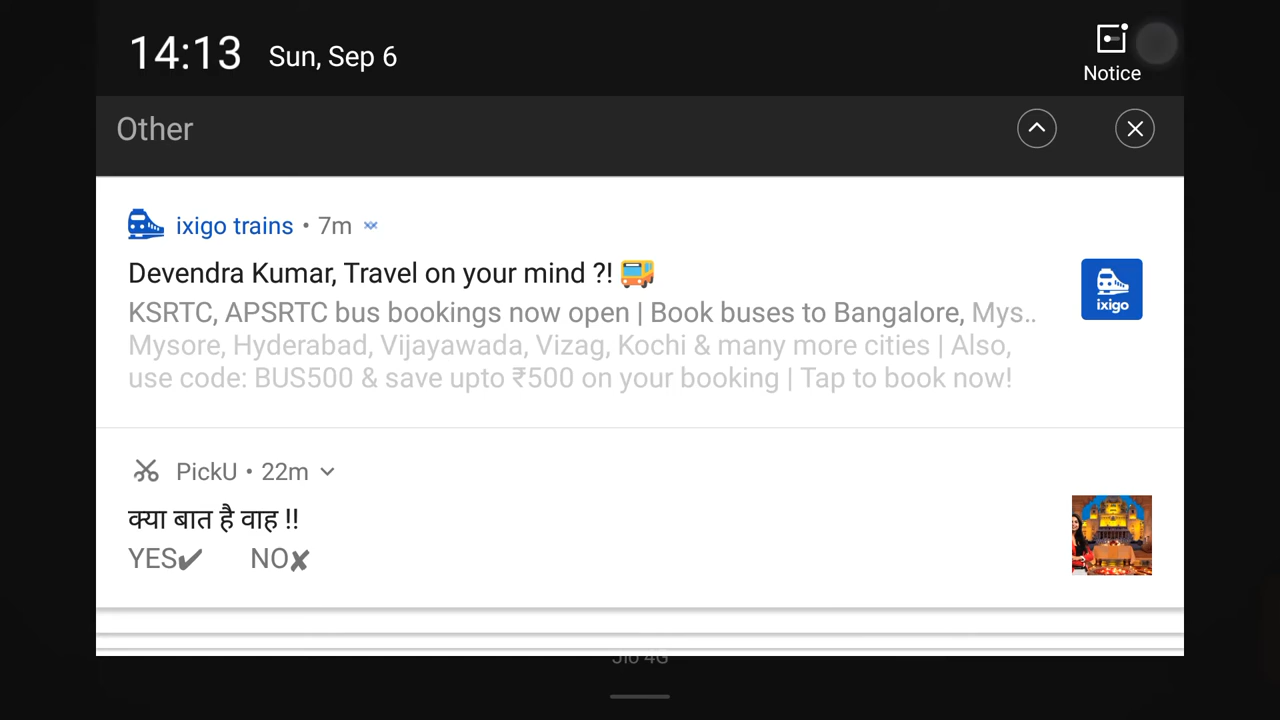 14:13 Sun, Sep 6
Notice
Other
ixigo trains • 7m
Devendra Kumar, Travel on your mind ?! 🚌
KSRTC, APSRTC bus bookings now open | Book buses to Bangalore, Mys..
Mysore, Hyderabad, Vijayawada, Vizag, Kochi & many more cities | Also,
use code: BUS500 & save upto ₹500 on your booking | Tap to book now!
ixigo
PickU • 22m
क्या बात है वाह !!
YES✔ NO✘
Jio 4G